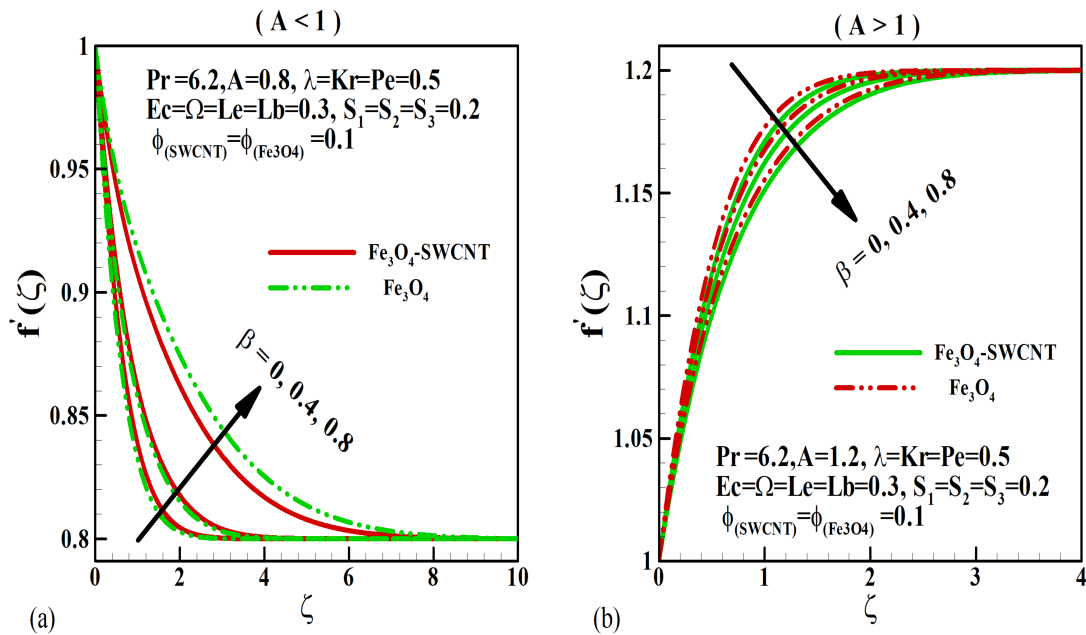 ( A < 1 )
1
0.95
0.9
0.85
0.8
f'(ζ)
Pr =6.2,A=0.8, λ=Kr=Pe=0.5
Ec=Ω=Le=Lb=0.3, S₁=S₂=S₃=0.2
ϕ(SWCNT)=ϕ(Fe3O4) =0.1
Fe₃O₄-SWCNT
Fe₃O₄
β = 0, 0.4, 0.8
0 2 4 6 8 10
ζ
(a)
( A > 1 )
1.2
1.15
1.1
1.05
1
f'(ζ)
β = 0, 0.4, 0.8
Fe₃O₄-SWCNT
Fe₃O₄
Pr =6.2,A=1.2, λ=Kr=Pe=0.5
Ec=Ω=Le=Lb=0.3, S₁=S₂=S₃=0.2
ϕ(SWCNT)=ϕ(Fe3O4) =0.1
0 1 2 3 4
ζ
(b)